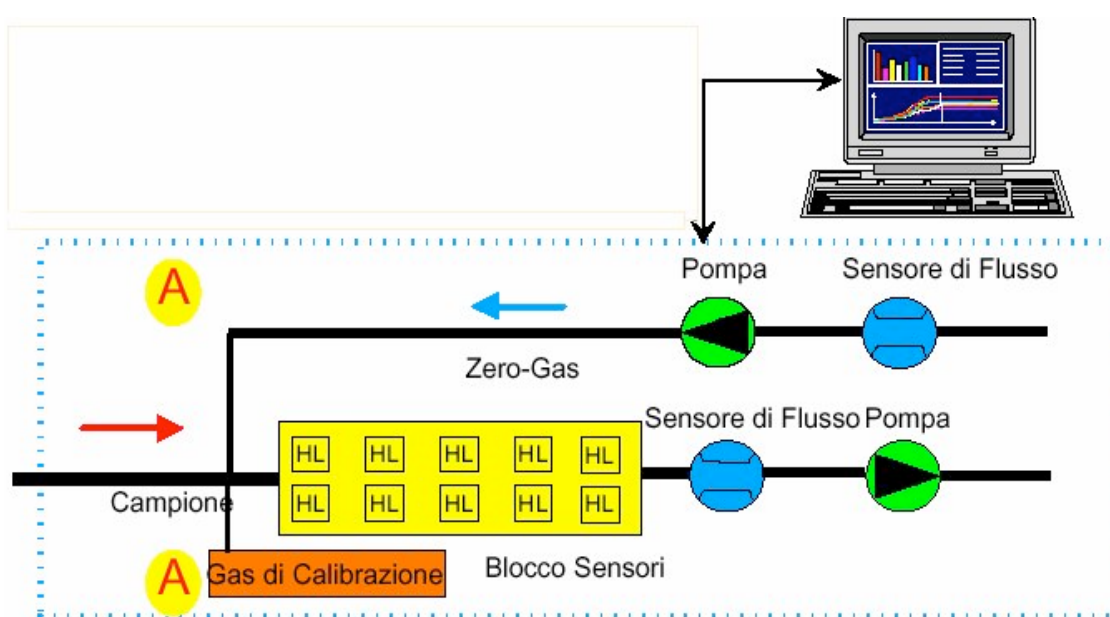 A
Pompa
Sensore di Flusso
Zero-Gas
Sensore di Flusso Pompa
HL HL HL HL HL
Campione
HL HL HL HL HL
A
Gas di Calibrazione
Blocco Sensori